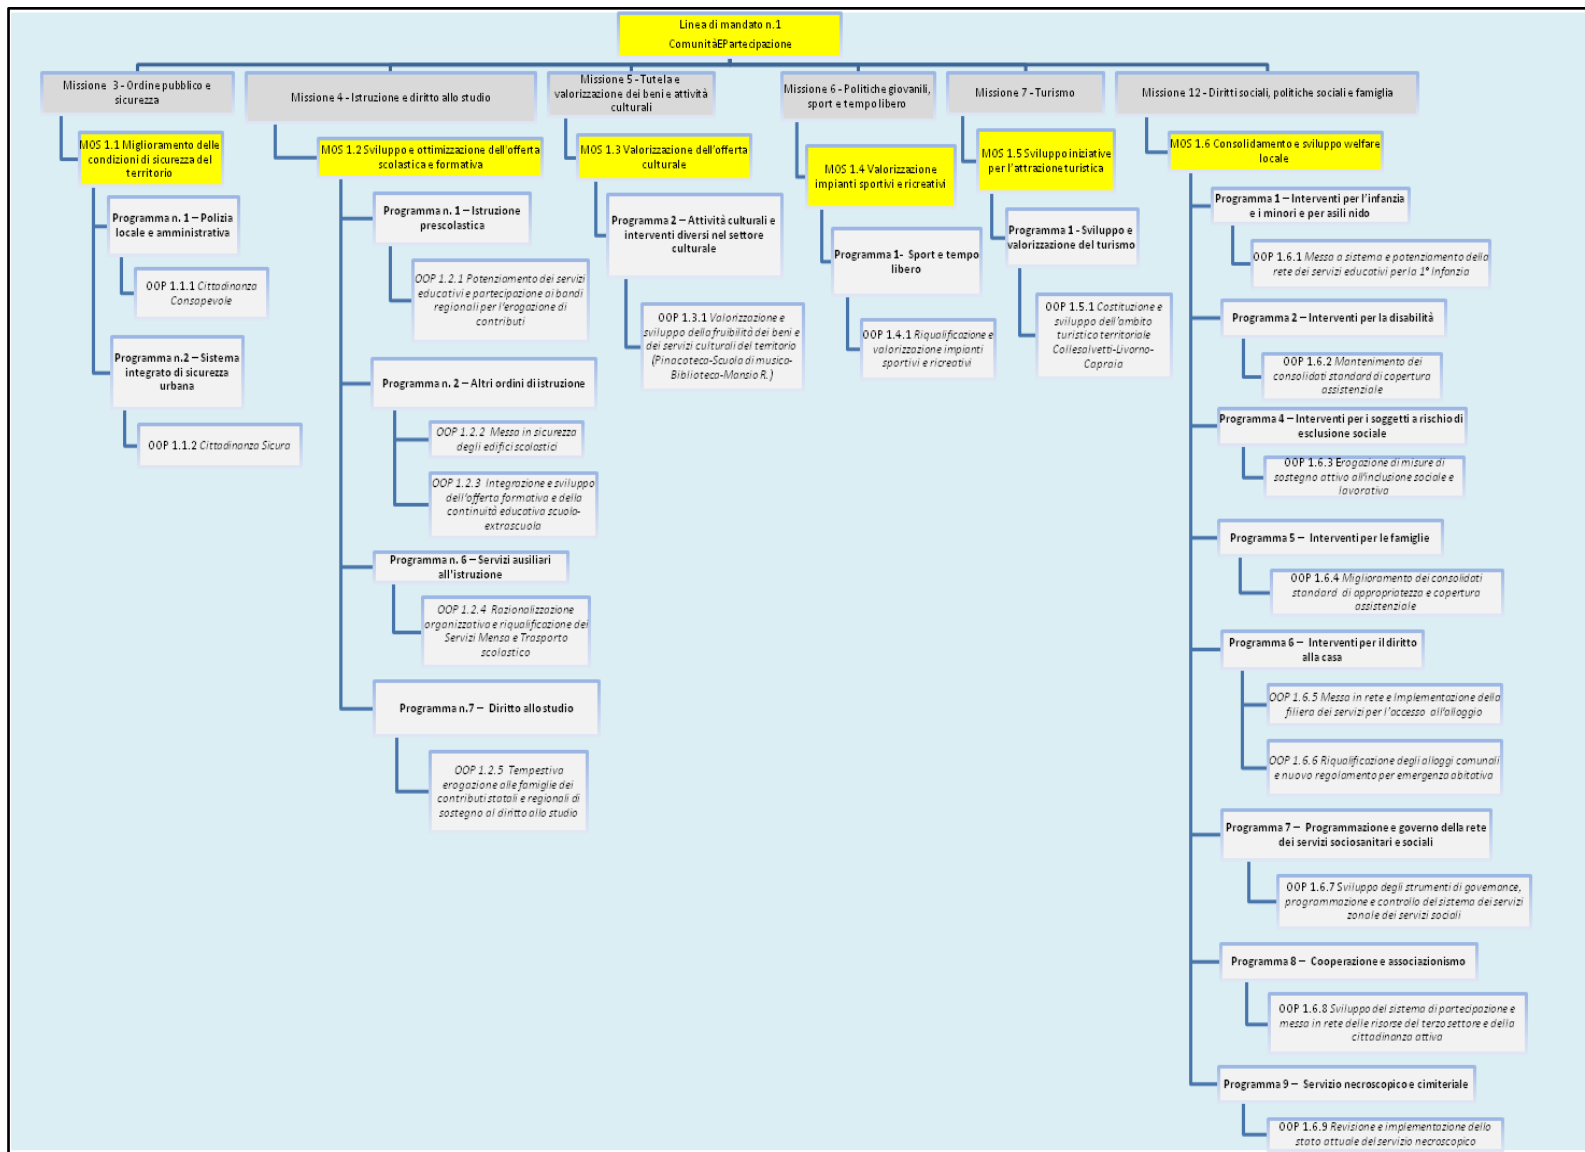 Linea di mandato n.1
ComunitàEPartecipazione
Missione 3 - Ordine pubblico e
sicurezza
MOS 1.1 Miglioramento delle
condizioni di sicurezza del
territorio
Programma n. 1 – Polizia
locale e amministrativa
OOP 1.1.1 Cittadinanza
Consapevole
Programma n.2 – Sistema
integrato di sicurezza
urbana
OOP 1.1.2 Cittadinanza Sicura
Missione 4 - Istruzione e diritto allo studio
MOS 1.2 Sviluppo e ottimizzazione dell'offerta
scolastica e formativa
Programma n. 1 – Istruzione
prescolastica
OOP 1.2.1 Potenziamento dei servizi
educativi e partecipazione ai bandi
regionali per l'erogazione di
contributi
Programma n. 2 – Altri ordini di istruzione
OOP 1.2.2 Messa in sicurezza
degli edifici scolastici
OOP 1.2.3 Integrazione e sviluppo
dell'offerta formativa e della
continuità educativa scuola-
extrascuola
Programma n. 6 – Servizi ausiliari
all'istruzione
OOP 1.2.4 Razionalizzazione
organizzativa e riqualificazione dei
Servizi Mensa e Trasporto
scolastico
Programma n.7 – Diritto allo studio
OOP 1.2.5 Tempestiva
erogazione alle famiglie dei
contributi statali e regionali di
sostegno al diritto allo studio
Missione 5 - Tutela e
valorizzazione dei beni e attività
culturali
MOS 1.3 Valorizzazione dell'offerta
culturale
Programma 2 – Attività culturali e
interventi diversi nel settore
culturale
OOP 1.3.1 Valorizzazione e
sviluppo della fruibilità dei beni e
dei servizi culturali del territorio
(Pinacoteca-Scuola di musica-
Biblioteca-Mansio R.)
Missione 6 - Politiche giovanili,
sport e tempo libero
MOS 1.4 Valorizzazione
impianti sportivi e ricreativi
Programma 1- Sport e tempo
libero
OOP 1.4.1 Riqualificazione e
valorizzazione impianti
sportivi e ricreativi
Missione 7 - Turismo
MOS 1.5 Sviluppo iniziative
per l'attrazione turistica
Programma 1 - Sviluppo e
valorizzazione del turismo
OOP 1.5.1 Costituzione e
sviluppo dell'ambito
turistico territoriale
Collesalvetti-Livorno-
Capraia
Missione 12 - Diritti sociali, politiche sociali e famiglia
MOS 1.6 Consolidamento e sviluppo welfare
locale
Programma 1 – Interventi per l'infanzia
e i minori e per asili nido
OOP 1.6.1 Messa a sistema e potenziamento della
rete dei servizi educativi per la 1° Infanzia
Programma 2 – Interventi per la disabilità
OOP 1.6.2 Mantenimento dei
consolidati standard di copertura
assistenziale
Programma 4 – Interventi per i soggetti a rischio di
esclusione sociale
OOP 1.6.3 Erogazione di misure di
sostegno attivo all'inclusione sociale e
lavorativa
Programma 5 – Interventi per le famiglie
OOP 1.6.4 Miglioramento dei consolidati
standard di appropriatezza e copertura
assistenziale
Programma 6 – Interventi per il diritto
alla casa
OOP 1.6.5 Messa in rete e Implementazione della
filiera dei servizi per l'accesso all'alloggio
OOP 1.6.6 Riqualificazione degli alloggi comunali
e nuovo regolamento per emergenza abitativa
Programma 7 – Programmazione e governo della rete
dei servizi sociosanitari e sociali
OOP 1.6.7 Sviluppo degli strumenti di governance,
programmazione e controllo del sistema dei servizi
zonale dei servizi sociali
Programma 8 – Cooperazione e associazionismo
OOP 1.6.8 Sviluppo del sistema di partecipazione e
messa in rete delle risorse del terzo settore e della
cittadinanza attiva
Programma 9 – Servizio necroscopico e cimiteriale
OOP 1.6.9 Revisione e implementazione dello
stato attuale del servizio necroscopico